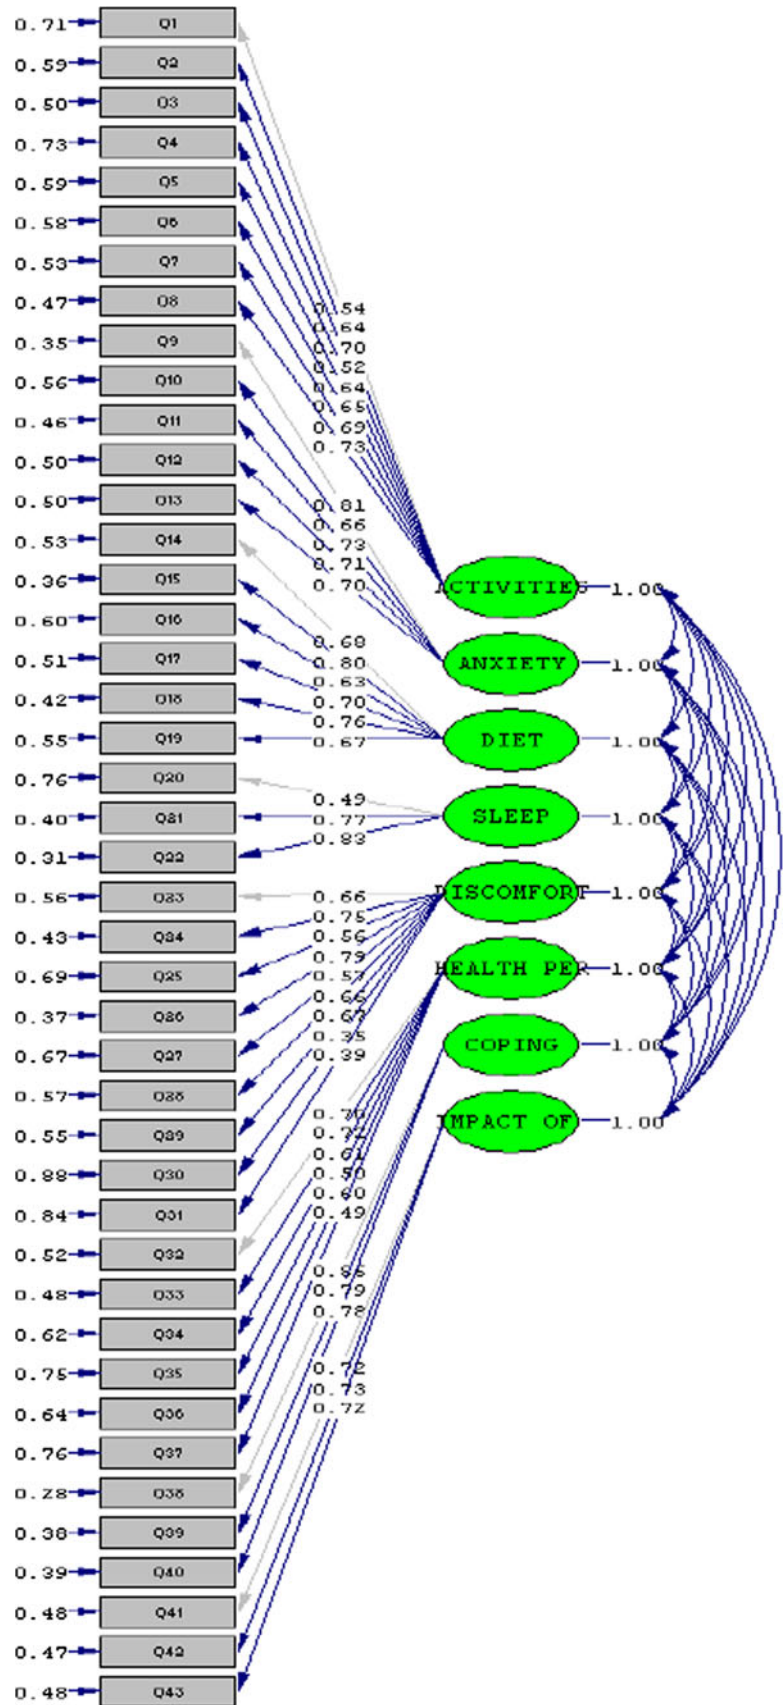 0.71 Q1
0.59 Q2
0.50 Q3
0.73 Q4
0.59 Q5
0.58 Q6
0.53 Q7
0.47 Q8
0.35 Q9
0.56 Q10
0.46 Q11
0.50 Q12
0.50 Q13
0.53 Q14
0.36 Q15
0.60 Q16
0.51 Q17
0.42 Q18
0.55 Q19
0.76 Q20
0.40 Q21
0.31 Q22
0.56 Q23
0.43 Q24
0.69 Q25
0.37 Q26
0.67 Q27
0.57 Q28
0.55 Q29
0.88 Q30
0.84 Q31
0.52 Q32
0.48 Q33
0.62 Q34
0.75 Q35
0.64 Q36
0.76 Q37
0.28 Q38
0.38 Q39
0.39 Q40
0.48 Q41
0.47 Q42
0.48 Q43
0.54
0.64
0.70
0.52
0.64
0.65
0.69
0.73
0.81
0.66
0.73
0.71
0.70
0.68
0.80
0.63
0.70
0.76
0.67
0.49
0.77
0.83
0.66
0.75
0.56
0.79
0.57
0.66
0.67
0.35
0.39
0.70
0.72
0.61
0.50
0.60
0.49
0.85
0.79
0.78
0.72
0.73
0.72
ACTIVITIES 1.00
ANXIETY 1.00
DIET 1.00
SLEEP 1.00
DISCOMFORT 1.00
HEALTH PER 1.00
COPING 1.00
IMPACT OF 1.00